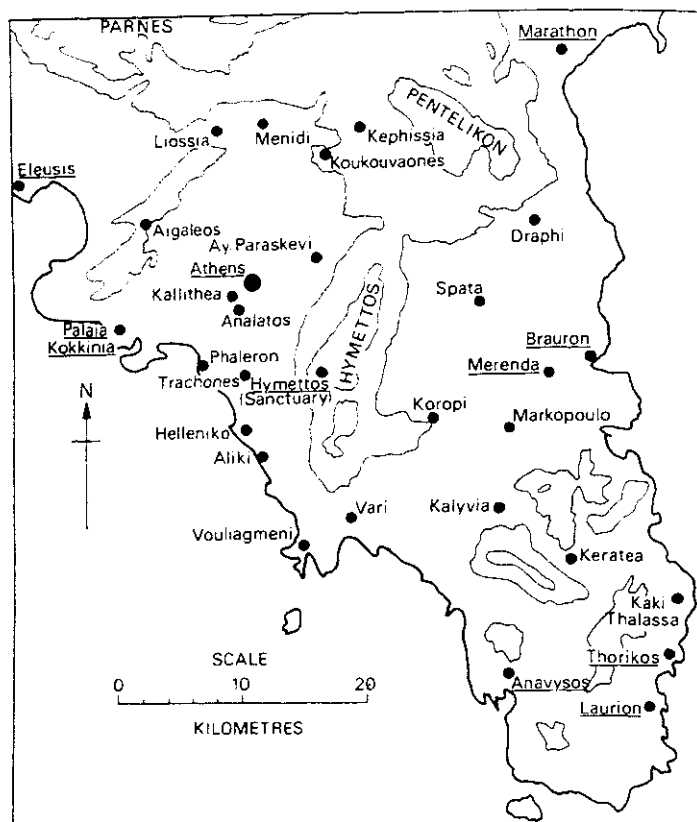 PARNES
Marathon
PENTELIKON
Liossia
Menidi
Kephissia
Koukouvaones
Eleusis
Aigaleos
Draphi
Ay. Paraskevi
Athens
Kallithea
Analatos
Spata
HYMETTOS
Palaia
Kokkinia
Brauron
Phaleron
Merenda
Trachones
Hymettos
(Sanctuary)
N
Koropi
Markopoulo
Helleniko
Aliki
Vari
Kalyvia
Vouliagmeni
Keratea
Kaki
Thalassa
SCALE
Thorikos
0 10 20
Anavysos
KILOMETRES
Laurion